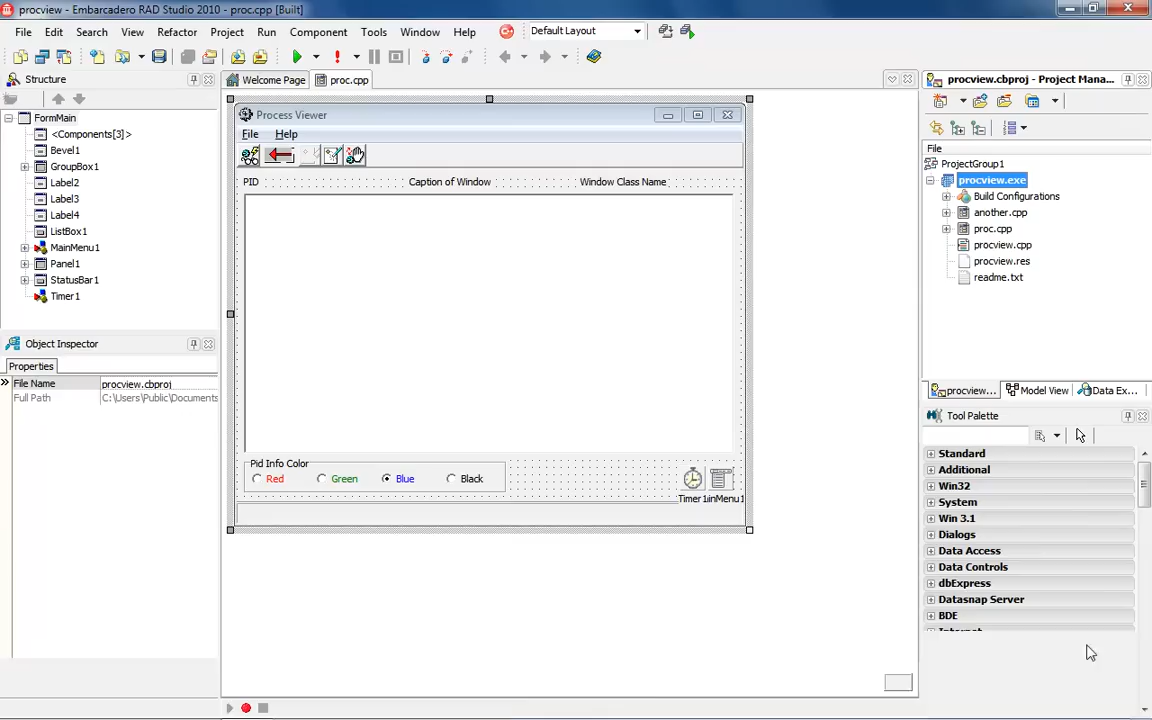 procview - Embarcadero RAD Studio 2010 - proc.cpp [Built]
File Edit Search View Refactor Project Run Component Tools Window Help
Default Layout
Structure
FormMain
<Components[3]>
Bevel1
GroupBox1
Label2
Label3
Label4
ListBox1
MainMenu1
Panel1
StatusBar1
Timer1
Object Inspector
Properties
File Name procview.cbproj
Full Path C:\Users\Public\Documents
Welcome Page proc.cpp
Process Viewer
File Help
PID Caption of Window Window Class Name
Pid Info Color
Red Green Blue Black
Timer1inMenu1
procview.cbproj - Project Mana...
File
ProjectGroup1
procview.exe
Build Configurations
another.cpp
proc.cpp
procview.cpp
procview.res
readme.txt
procview... Model View Data Ex...
Tool Palette
Standard
Additional
Win32
System
Win 3.1
Dialogs
Data Access
Data Controls
dbExpress
Datasnap Server
BDE
Internet